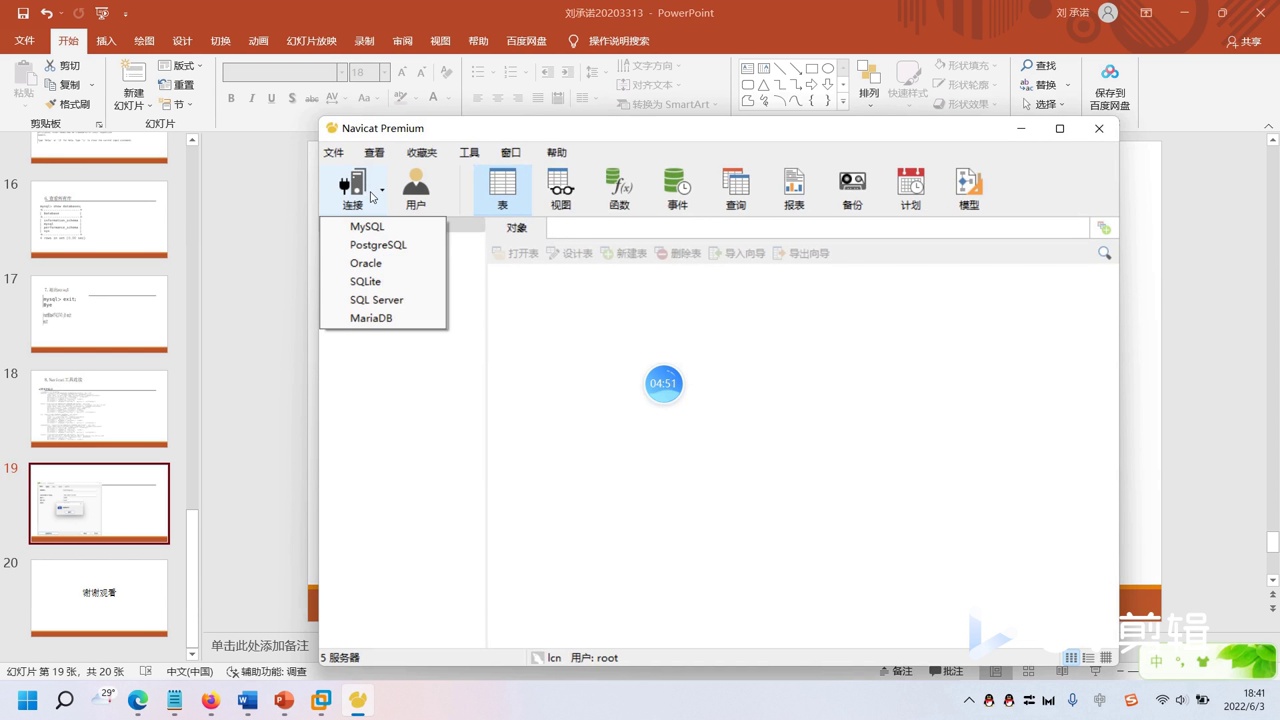 刘承诺20203313 - PowerPoint
刘 承诺
文件
开始
插入
绘图
设计
切换
动画
幻灯片放映
录制
审阅
视图
帮助
百度网盘
操作说明搜索
共享
粘贴
剪切
复制
格式刷
剪贴板
新建
幻灯片
版式
重置
节
幻灯片
18
文字方向
对齐文本
转换为 SmartArt
排列
快速样式
形状填充
形状轮廓
形状效果
查找
替换
选择
保存到
百度网盘
Navicat Premium
文件
查看
收藏夹
工具
窗口
帮助
连接
用户
表
视图
函数
事件
查询
报表
备份
计划
模型
MySQL
PostgreSQL
Oracle
SQLite
SQL Server
MariaDB
对象
打开表
设计表
新建表
删除表
导入向导
导出向导
04:51
5 服务器
lcn
用户: root
16
17
mysql> exit;
Bye
18
19
20
谢谢观看
单击此处添加备注
幻灯片 第 19 张，共 20 张
中文(中国)
辅助功能: 调查
备注
批注
剪辑
中
29°
18:41
2022/6/3